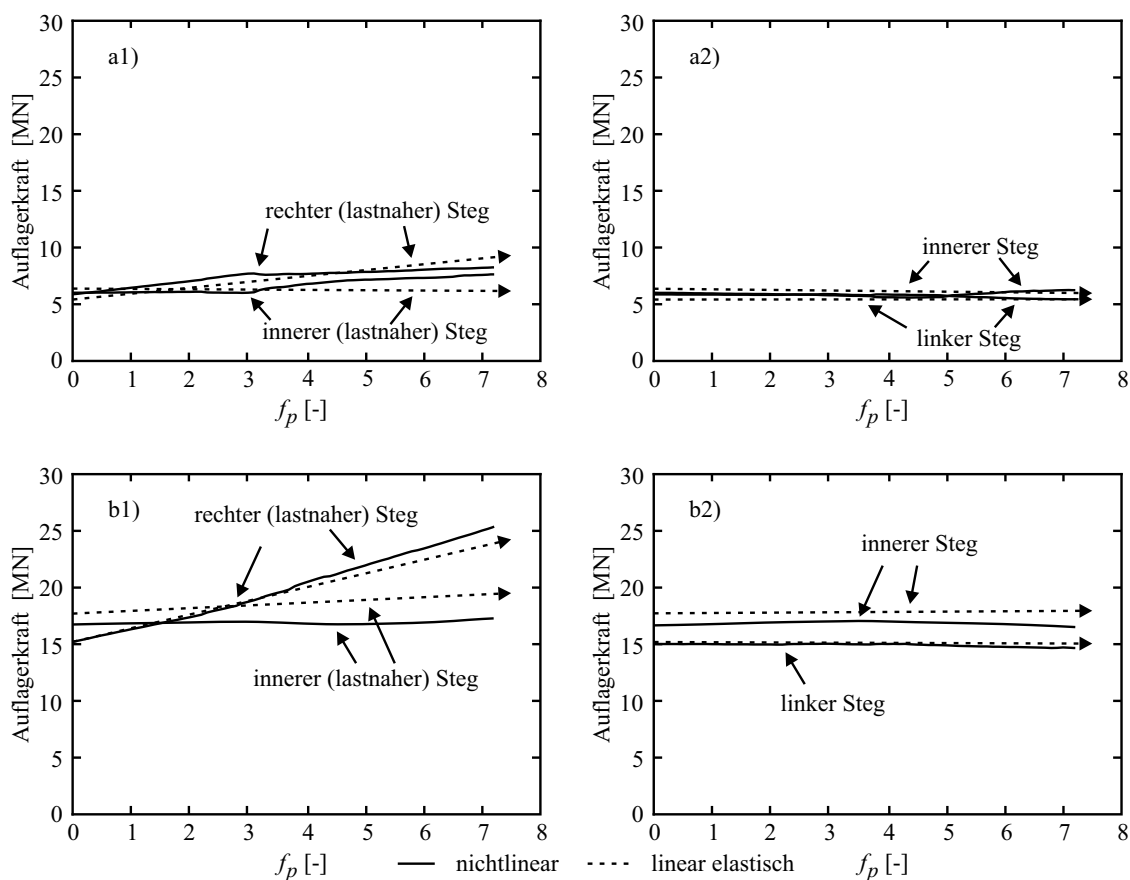 a1)
Auflagerkraft [MN]
30
25
20
15
10
5
0
rechter (lastnaher) Steg
innerer (lastnaher) Steg
0 1 2 3 4 5 6 7 8
f_p [-]
a2)
Auflagerkraft [MN]
30
25
20
15
10
5
0
innerer Steg
linker Steg
0 1 2 3 4 5 6 7 8
f_p [-]
b1)
Auflagerkraft [MN]
30
25
20
15
10
5
0
rechter (lastnaher) Steg
innerer (lastnaher) Steg
0 1 2 3 4 5 6 7 8
f_p [-]
b2)
Auflagerkraft [MN]
30
25
20
15
10
5
0
innerer Steg
linker Steg
0 1 2 3 4 5 6 7 8
f_p [-]
nichtlinear
linear elastisch